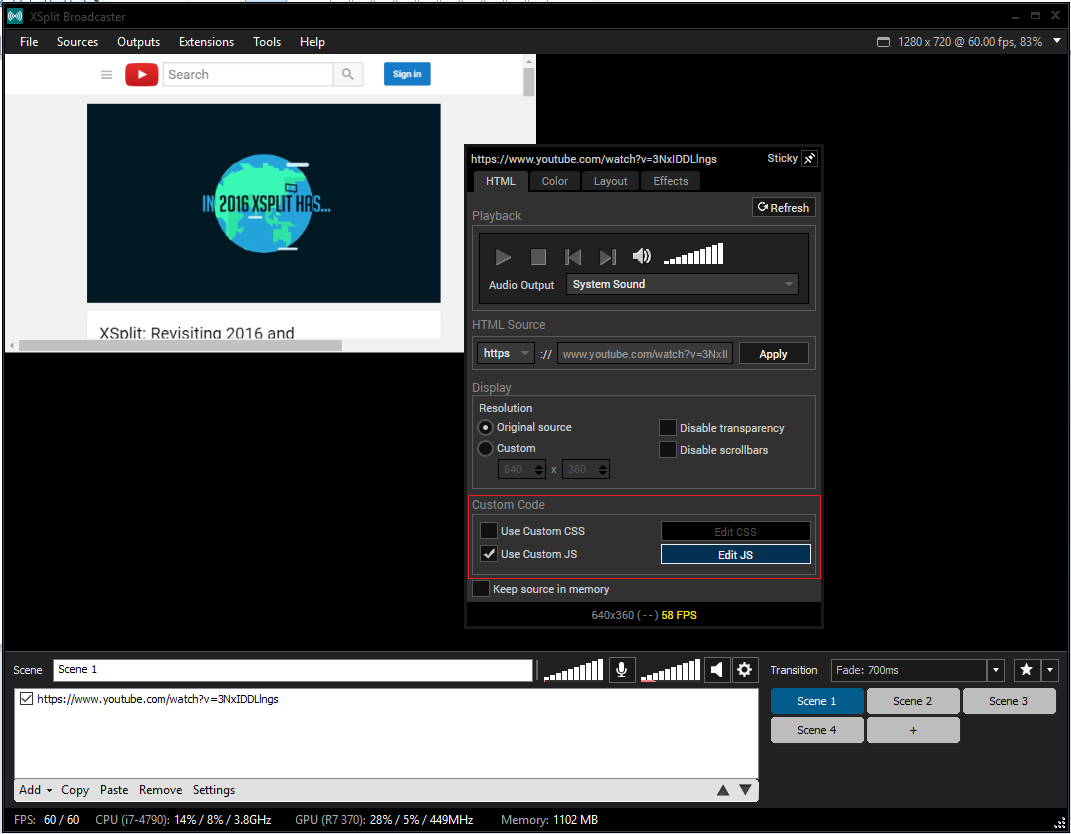 XSplit Broadcaster
File Sources Outputs Extensions Tools Help 1280 x 720 @ 60.00 fps, 83%
Search Sign in
IN 2016 XSPLIT HAS...
XSplit: Revisiting 2016 and
https://www.youtube.com/watch?v=3NxIDDLlngs Sticky
HTML Color Layout Effects
Refresh
Playback
Audio Output System Sound
HTML Source
https :// www.youtube.com/watch?v=3NxII Apply
Display
Resolution
Original source Disable transparency
Custom Disable scrollbars
640 x 360
Custom Code
Use Custom CSS Edit CSS
Use Custom JS Edit JS
Keep source in memory
640x360 ( - - ) 58 FPS
Scene Scene 1 Transition Fade: 700ms
https://www.youtube.com/watch?v=3NxIDDLlngs
Scene 1 Scene 2 Scene 3
Scene 4 +
Add Copy Paste Remove Settings
FPS: 60 / 60 CPU (i7-4790): 14% / 8% / 3.8GHz GPU (R7 370): 28% / 5% / 449MHz Memory: 1102 MB